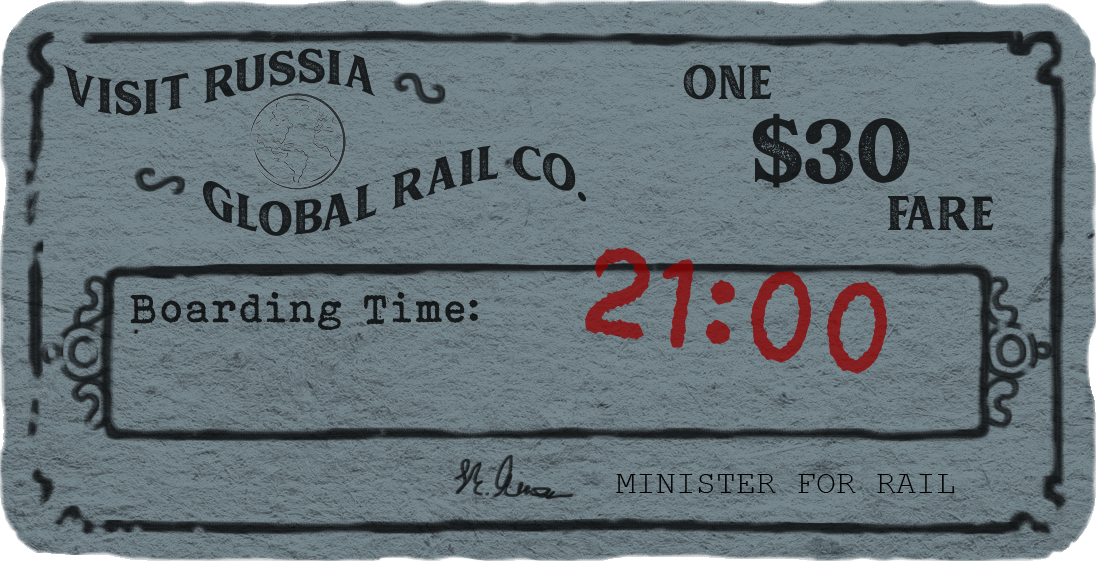 VISIT RUSSIA
GLOBAL RAIL CO.
ONE
$30
FARE
Boarding Time: 21:00
MINISTER FOR RAIL